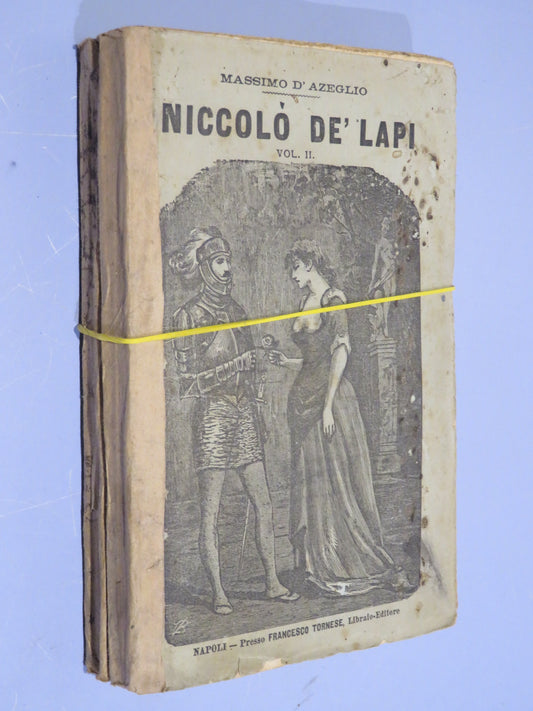 MASSIMO D' AZEGLIO
NICCOLÒ DE' LAPI
VOL. II.
NAPOLI — Presso FRANCESCO TORNESE, Libraio-Editore